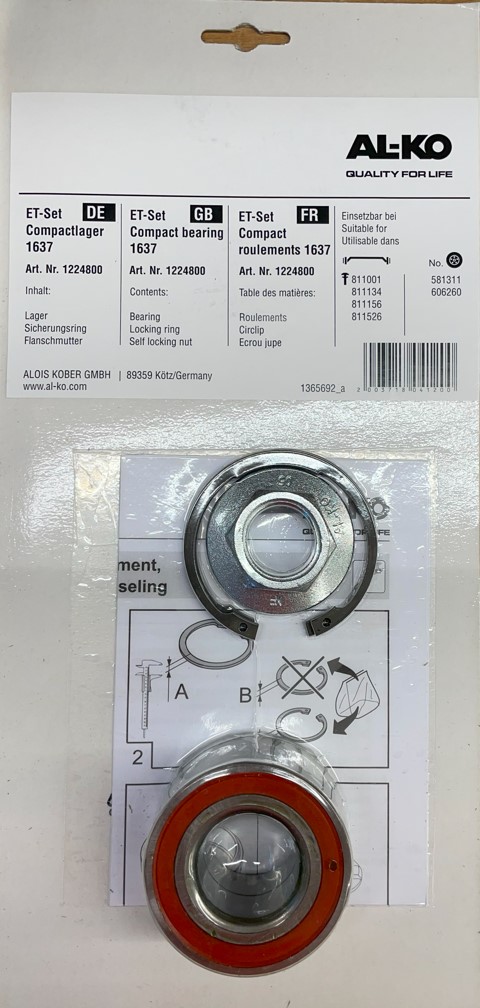 AL-KO
QUALITY FOR LIFE
ET-Set DE
Compactlager
1637
Art. Nr. 1224800
Inhalt:
Lager
Sicherungsring
Flanschmutter
ET-Set GB
Compact bearing
1637
Art. Nr. 1224800
Contents:
Bearing
Locking ring
Self locking nut
ET-Set FR
Compact
roulements 1637
Art. Nr. 1224800
Table des matières:
Roulements
Circlip
Ecrou jupe
Einsetzbar bei
Suitable for
Utilisable dans
No.
811001 581311
811134 606260
811156
811526
ALOIS KOBER GMBH | 89359 Kötz/Germany
www.al-ko.com
1365692_a
ment,
seling
A
B
2